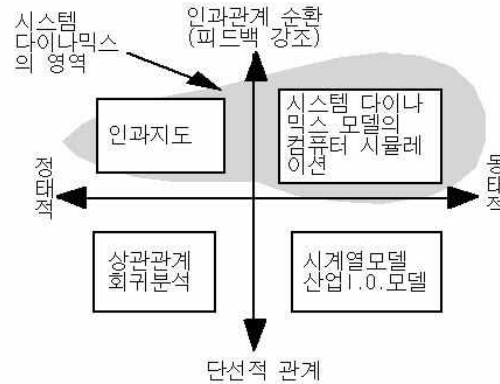 시스템
다이나믹스
의 영역
인과관계 순환
(피드백 강조)
인과지도
시스템 다이나
믹스 모델의
컴퓨터 시뮬레
이션
정태적
동태적
상관관계
회귀분석
시계열모델
산업I.O.모델
단선적 관계